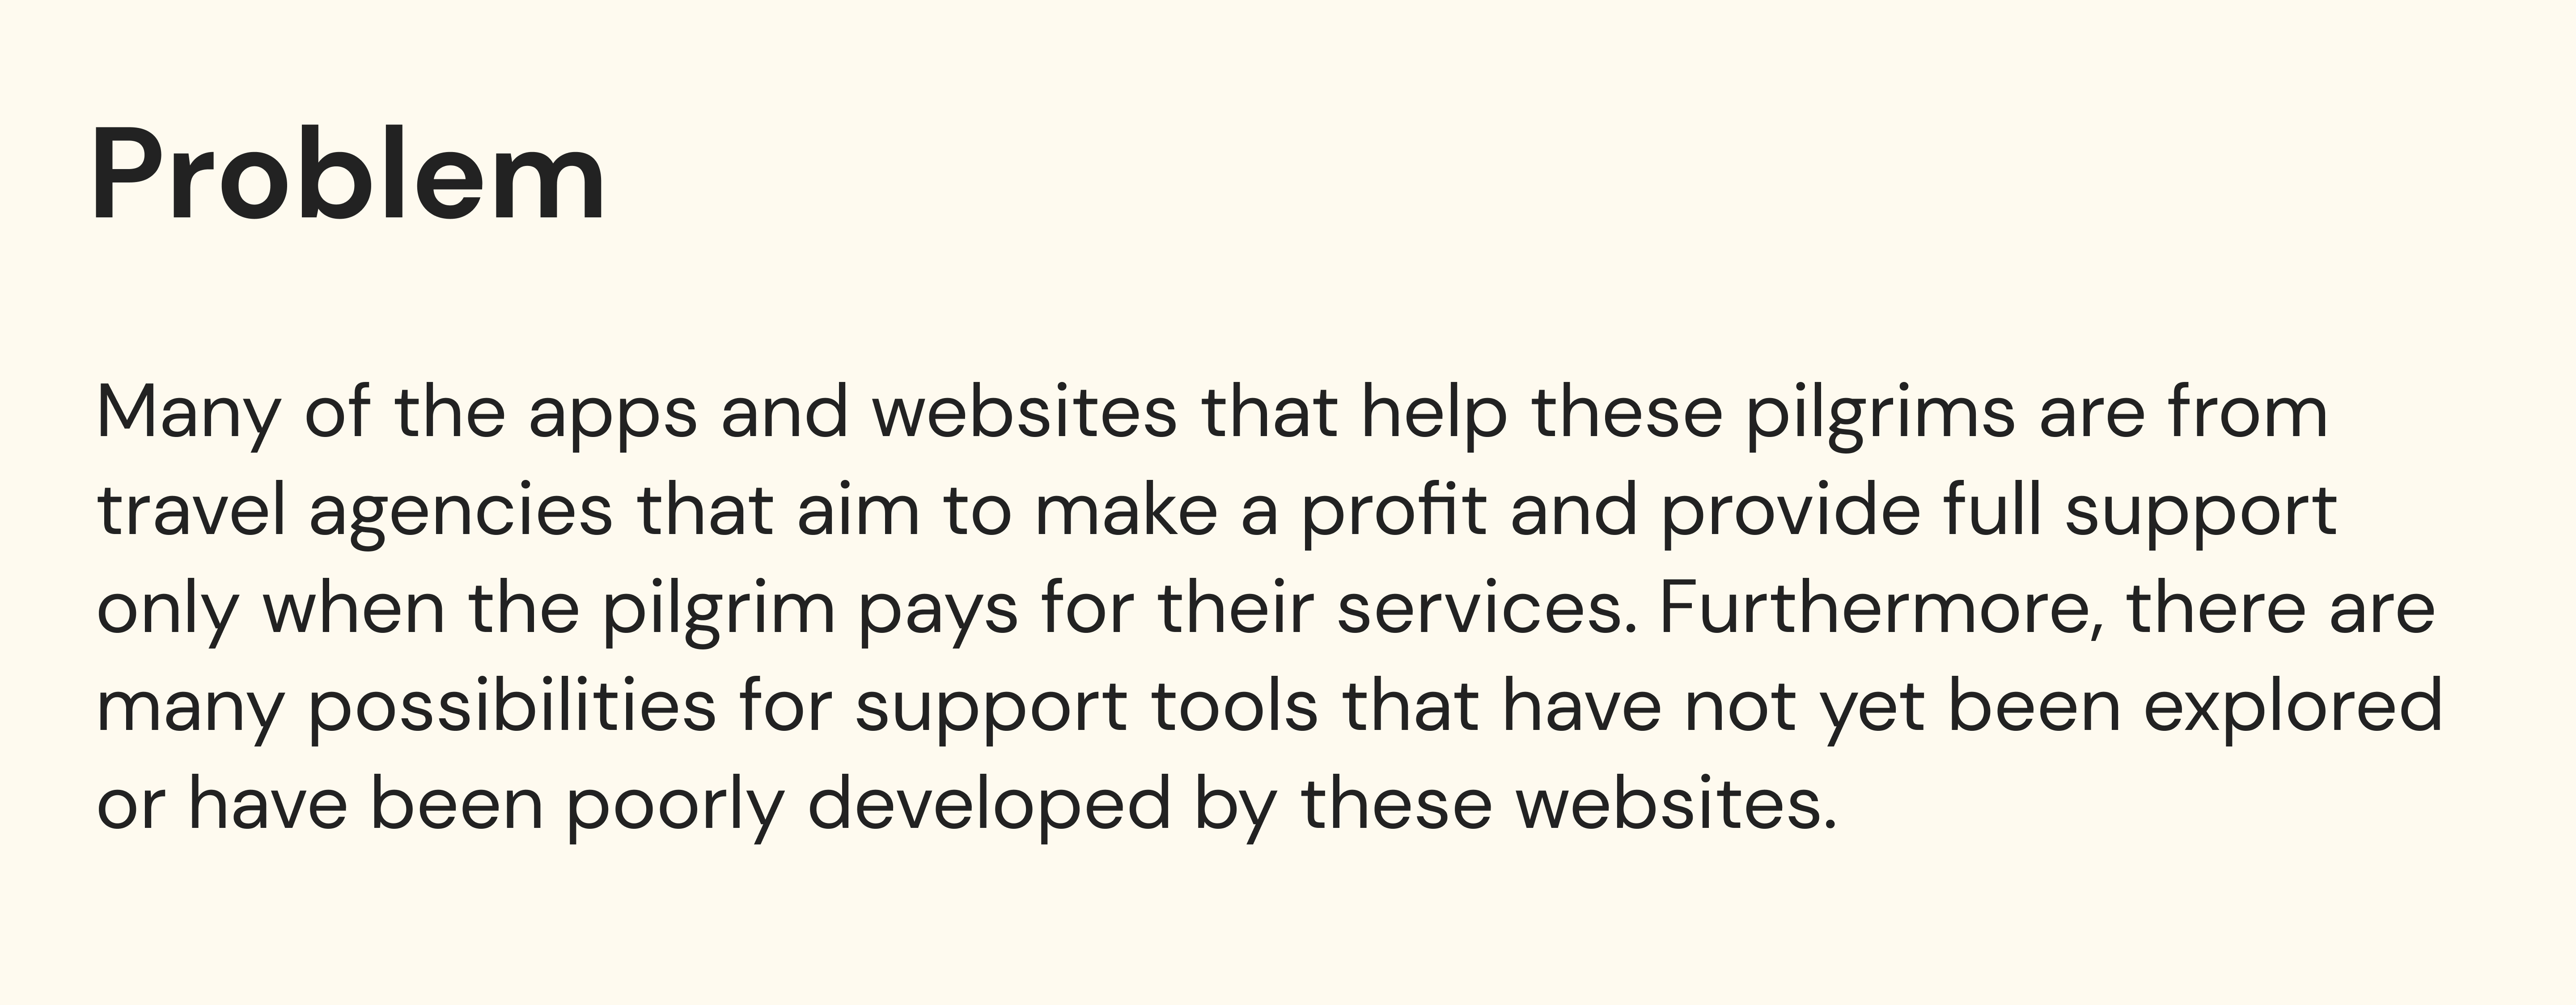 Problem
Many of the apps and websites that help these pilgrims are from
travel agencies that aim to make a profit and provide full support
only when the pilgrim pays for their services. Furthermore, there are
many possibilities for support tools that have not yet been explored
or have been poorly developed by these websites.